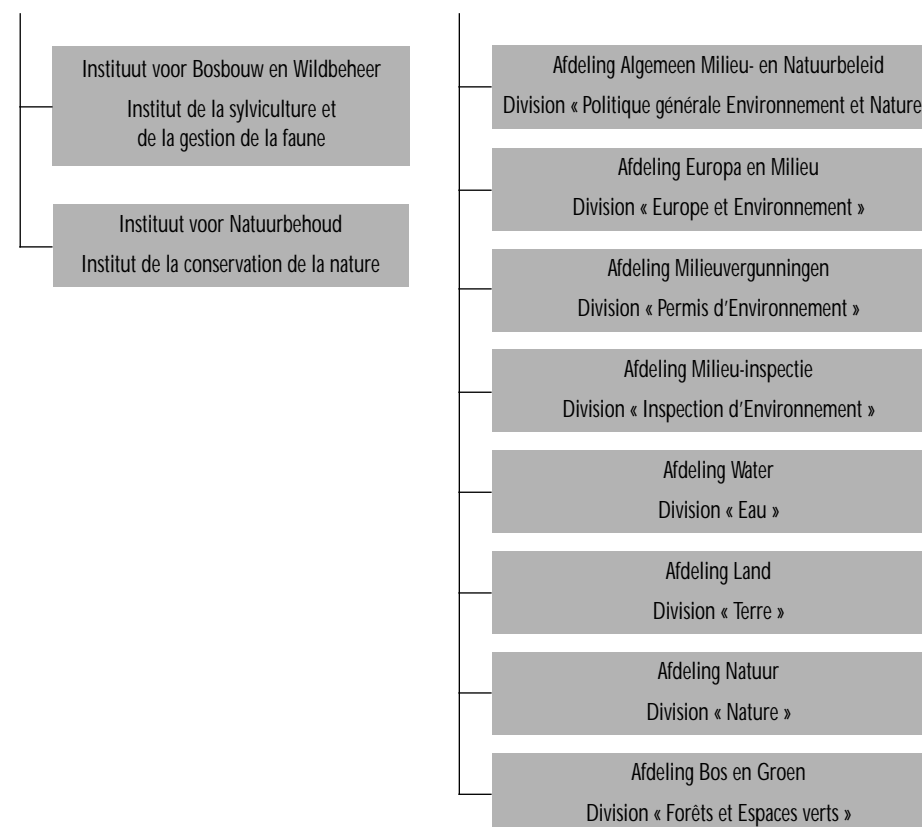 Instituut voor Bosbouw en Wildbeheer
Institut de la sylviculture et
de la gestion de la faune
Instituut voor Natuurbehoud
Institut de la conservation de la nature
Afdeling Algemeen Milieu- en Natuurbeleid
Division « Politique générale Environnement et Nature
Afdeling Europa en Milieu
Division « Europe et Environnement »
Afdeling Milieuvergunningen
Division « Permis d’Environnement »
Afdeling Milieu-inspectie
Division « Inspection d’Environnement »
Afdeling Water
Division « Eau »
Afdeling Land
Division « Terre »
Afdeling Natuur
Division « Nature »
Afdeling Bos en Groen
Division « Forêts et Espaces verts »